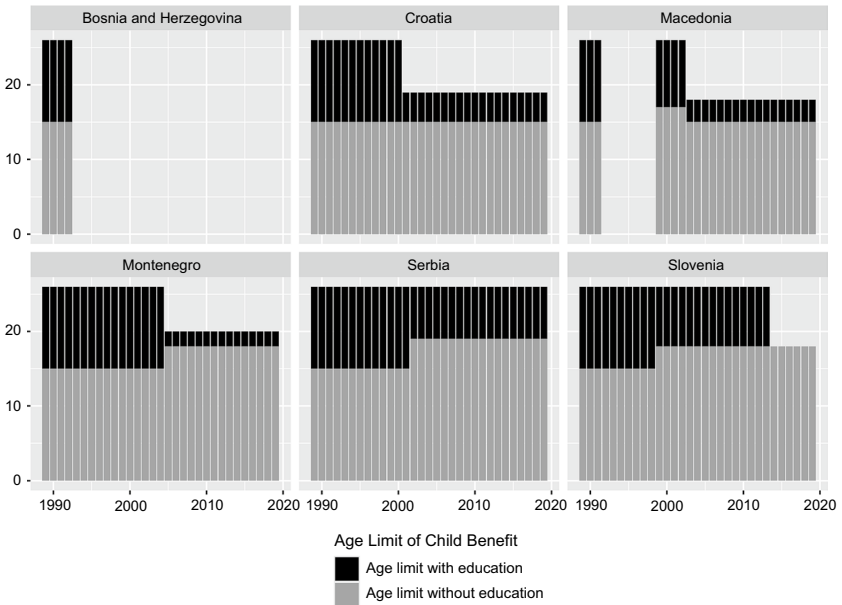 Bosnia and Herzegovina
Croatia
Macedonia
20
10
0
Montenegro
Serbia
Slovenia
20
10
0
1990 2000 2010 2020 1990 2000 2010 2020 1990 2000 2010 2020
Age Limit of Child Benefit
Age limit with education
Age limit without education